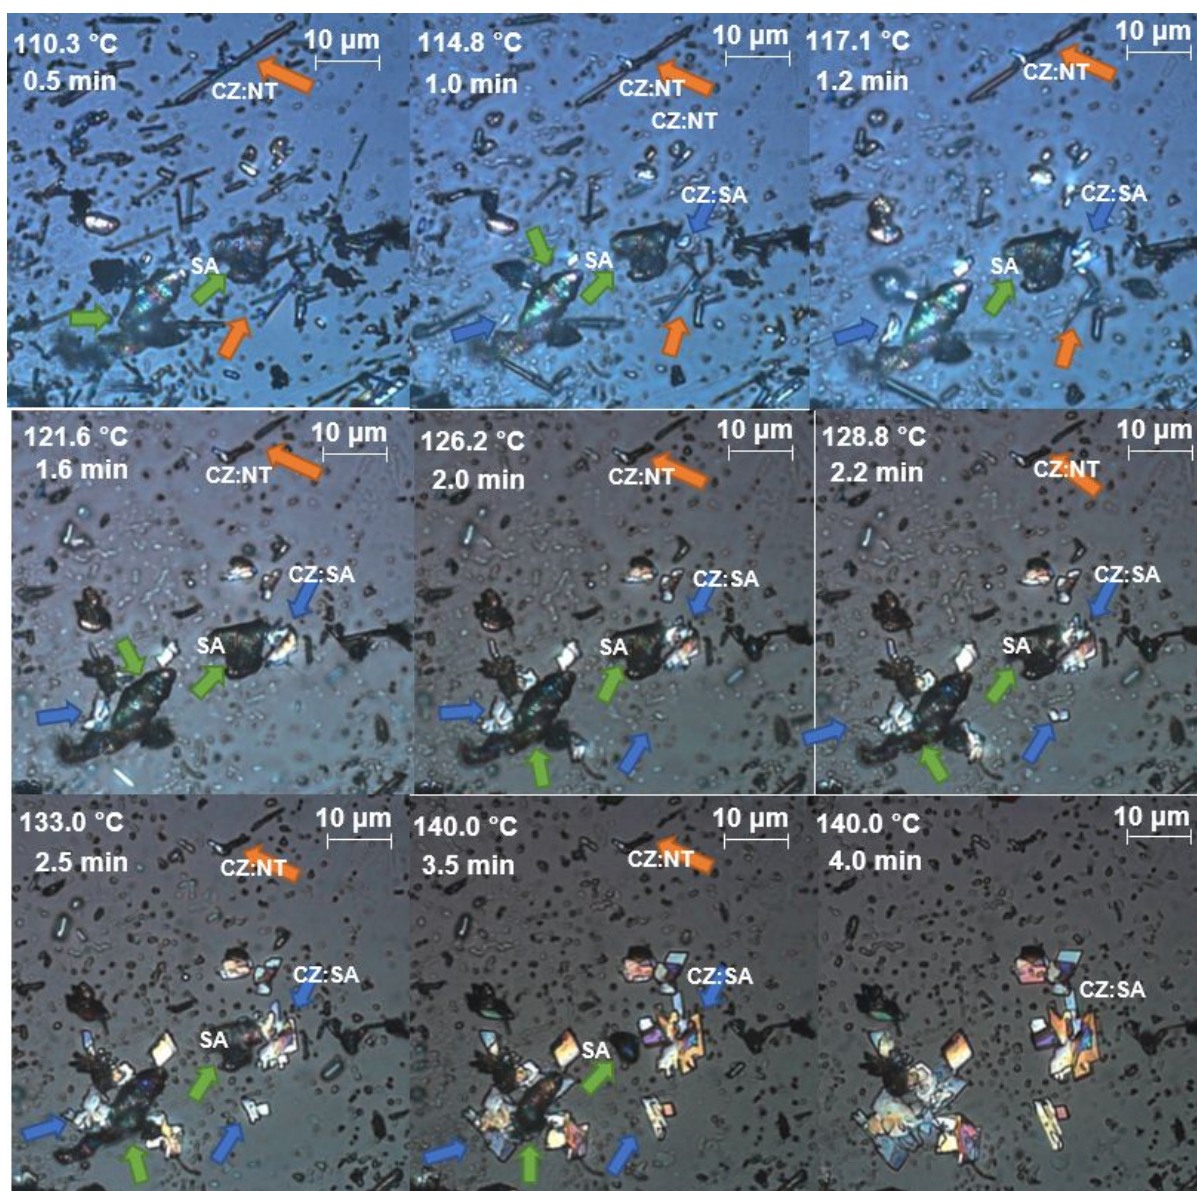 110.3 °C
10 µm
0.5 min
CZ:NT
SA
114.8 °C
10 µm
1.0 min
CZ:NT
CZ:NT
CZ:SA
SA
117.1 °C
10 µm
1.2 min
CZ:NT
CZ:SA
SA
121.6 °C
10 µm
1.6 min
CZ:NT
CZ:SA
SA
126.2 °C
10 µm
2.0 min
CZ:NT
CZ:SA
SA
128.8 °C
10 µm
2.2 min
CZ:NT
CZ:SA
SA
133.0 °C
10 µm
2.5 min
CZ:NT
CZ:SA
SA
140.0 °C
10 µm
3.5 min
CZ:NT
CZ:SA
SA
140.0 °C
10 µm
4.0 min
CZ:SA